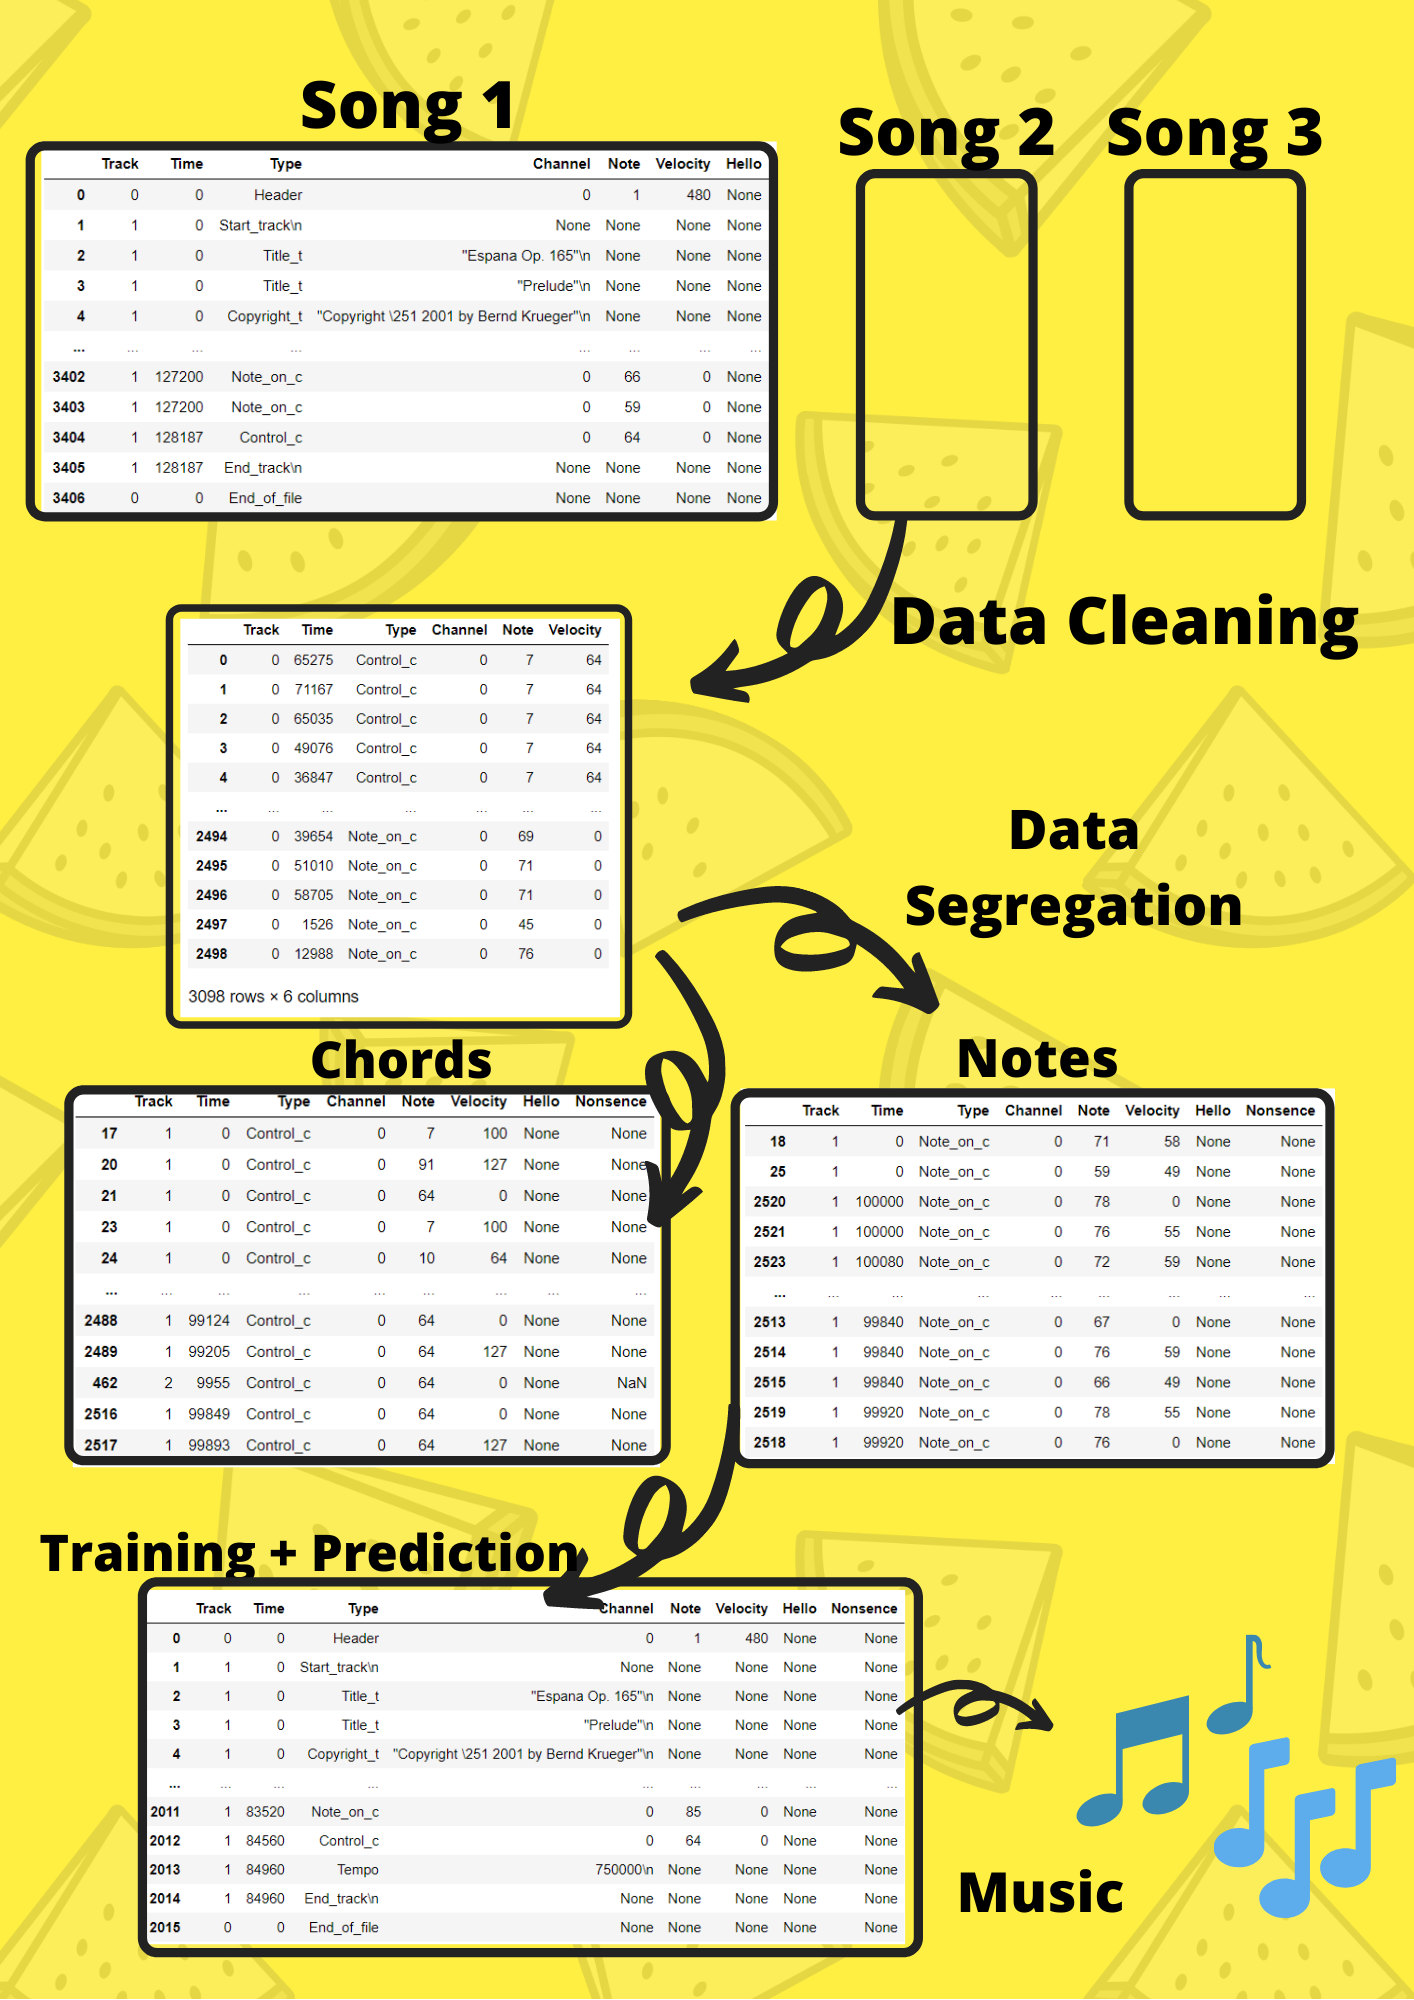 Song 1
Song 2 Song 3
Track Time Type Channel Note Velocity Hello
0 0 0 Header 0 1 480 None
1 1 0 Start_track\n None None None None
2 1 0 Title_t "Espana Op. 165"\n None None None
3 1 0 Title_t "Prelude"\n None None None
4 1 0 Copyright_t "Copyright \251 2001 by Bernd Krueger"\n None None None
... ... ... ... ... ... ... ...
3402 1 127200 Note_on_c 0 66 0 None
3403 1 127200 Note_on_c 0 59 0 None
3404 1 128187 Control_c 0 64 0 None
3405 1 128187 End_track\n None None None None
3406 0 0 End_of_file None None None None
Data Cleaning
Track Time Type Channel Note Velocity
0 0 65275 Control_c 0 7 64
1 0 71167 Control_c 0 7 64
2 0 65035 Control_c 0 7 64
3 0 49076 Control_c 0 7 64
4 0 36847 Control_c 0 7 64
... ... ... ... ... ... ...
2494 0 39654 Note_on_c 0 69 0
2495 0 51010 Note_on_c 0 71 0
2496 0 58705 Note_on_c 0 71 0
2497 0 1526 Note_on_c 0 45 0
2498 0 12988 Note_on_c 0 76 0
3098 rows × 6 columns
Data
Segregation
Chords
Track Time Type Channel Note Velocity Hello Nonsence
17 1 0 Control_c 0 7 100 None None
20 1 0 Control_c 0 91 127 None None
21 1 0 Control_c 0 64 0 None None
23 1 0 Control_c 0 7 100 None None
24 1 0 Control_c 0 10 64 None None
... ... ... ... ... ... ... ... ...
2488 1 99124 Control_c 0 64 0 None None
2489 1 99205 Control_c 0 64 127 None None
462 2 9955 Control_c 0 64 0 None NaN
2516 1 99849 Control_c 0 64 0 None None
2517 1 99893 Control_c 0 64 127 None None
Notes
Track Time Type Channel Note Velocity Hello Nonsence
18 1 0 Note_on_c 0 71 58 None None
25 1 0 Note_on_c 0 59 49 None None
2520 1 100000 Note_on_c 0 78 0 None None
2521 1 100000 Note_on_c 0 76 55 None None
2523 1 100080 Note_on_c 0 72 59 None None
... ... ... ... ... ... ... ... ...
2513 1 99840 Note_on_c 0 67 0 None None
2514 1 99840 Note_on_c 0 76 59 None None
2515 1 99840 Note_on_c 0 66 49 None None
2519 1 99920 Note_on_c 0 78 55 None None
2518 1 99920 Note_on_c 0 76 0 None None
Training + Prediction
Track Time Type Channel Note Velocity Hello Nonsence
0 0 0 Header 0 1 480 None None
1 1 0 Start_track\n None None None None None
2 1 0 Title_t "Espana Op. 165"\n None None None None
3 1 0 Title_t "Prelude"\n None None None None
4 1 0 Copyright_t "Copyright \251 2001 by Bernd Krueger"\n None None None None
... ... ... ... ... ... ... ... ...
2011 1 83520 Note_on_c 0 85 0 None None
2012 1 84560 Control_c 0 64 0 None None
2013 1 84960 Tempo 750000\n None None None None
2014 1 84960 End_track\n None None None None None
2015 0 0 End_of_file None None None None None
Music